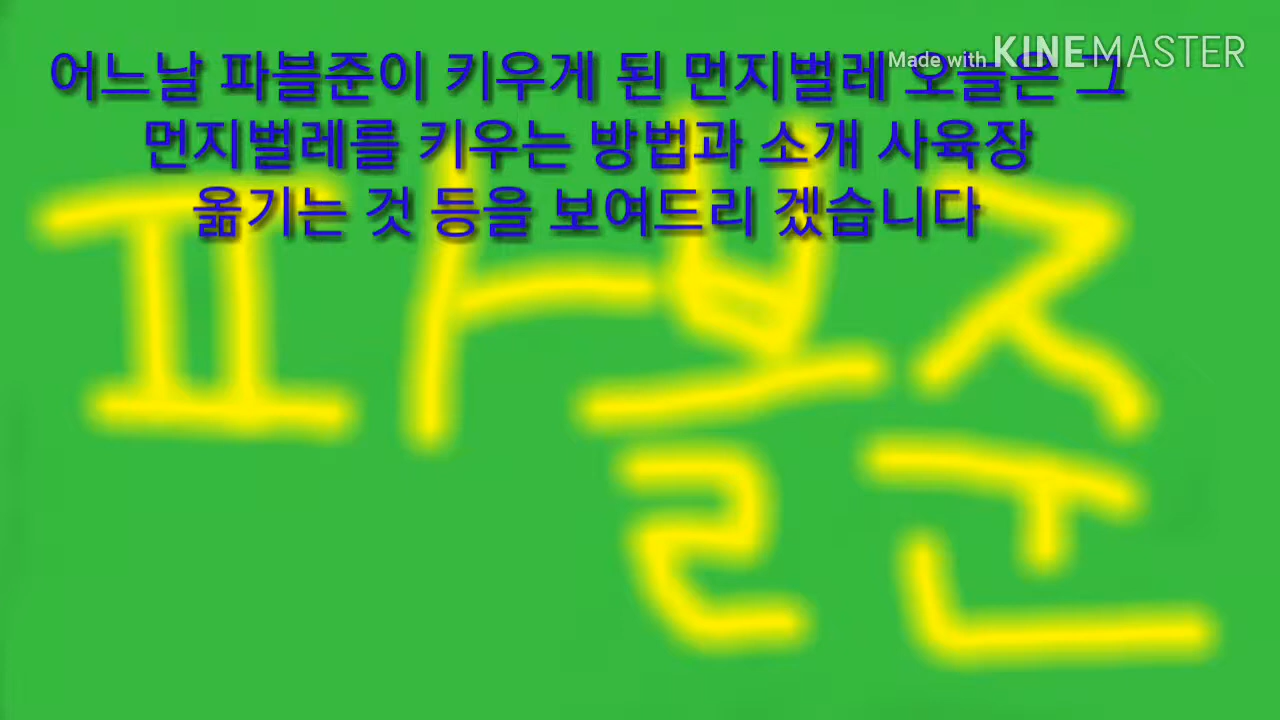 어느날 파블준이 키우게 된 먼지벌레 오늘은 그
먼지벌레를 키우는 방법과 소개 사육장
옮기는 것 등을 보여드리 겠습니다
Made with KINEMASTER
파블준